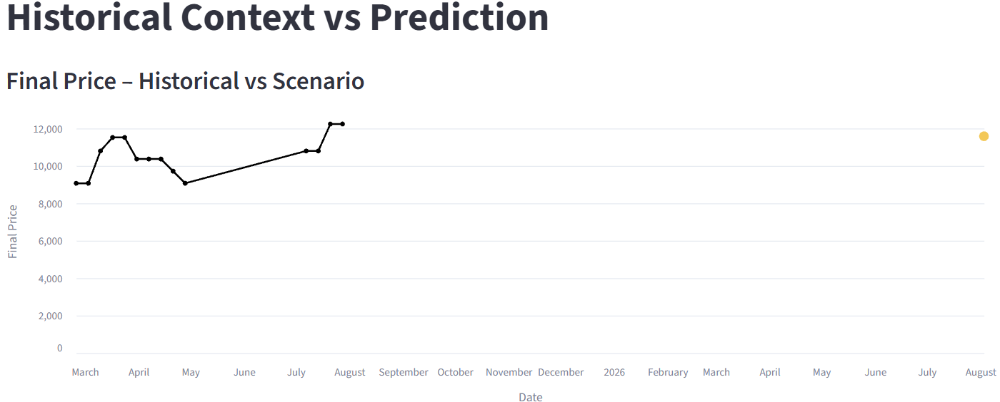 Historical Context vs Prediction
Final Price – Historical vs Scenario
12,000
10,000
8,000
6,000
4,000
2,000
0
Final Price
March April May June July August September October November December 2026 February March April May June July August
Date